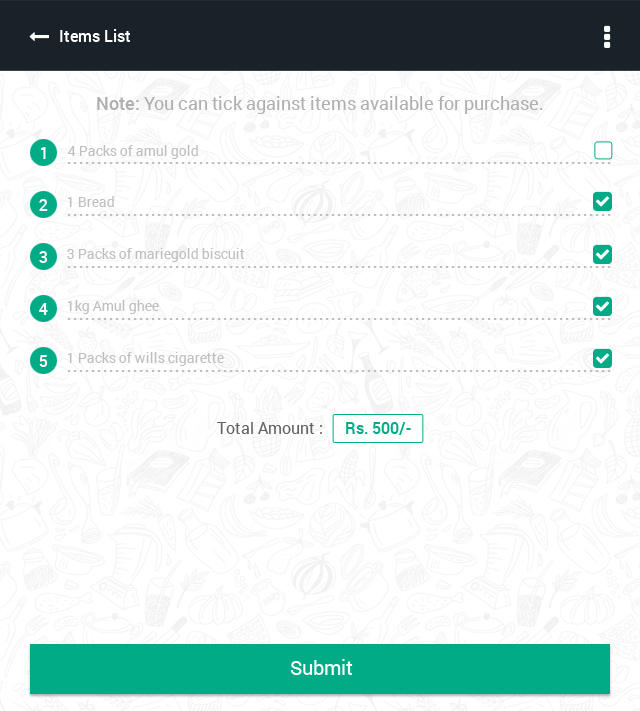 Items List
Note: You can tick against items available for purchase.
1 4 Packs of amul gold
2 1 Bread
3 3 Packs of mariegold biscuit
4 1kg Amul ghee
5 1 Packs of wills cigarette
Total Amount : Rs. 500/-
Submit